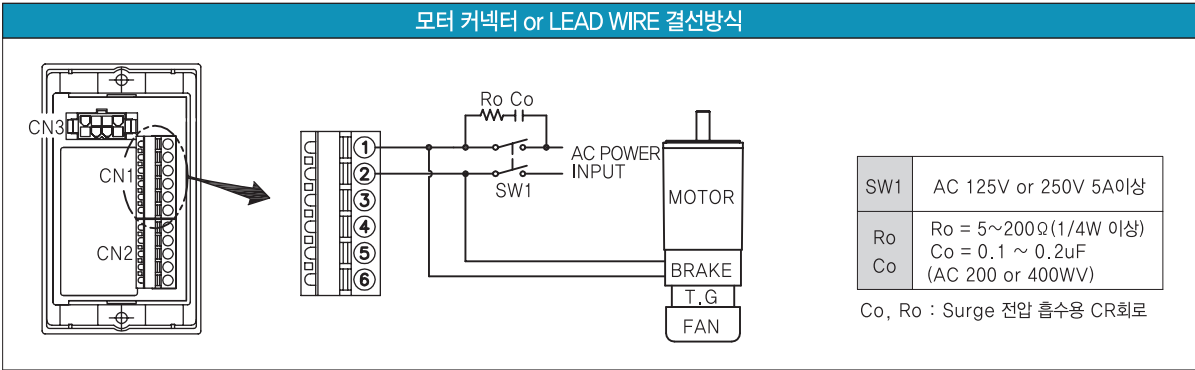 모터 커넥터 or LEAD WIRE 결선방식
CN3
CN1
CN2
①
②
③
④
⑤
⑥
Ro Co
SW1
AC POWER
INPUT
MOTOR
BRAKE
T.G
FAN
SW1 AC 125V or 250V 5A이상
Ro Ro = 5~200Ω(1/4W 이상)
Co Co = 0.1 ~ 0.2uF
(AC 200 or 400WV)
Co, Ro : Surge 전압 흡수용 CR회로